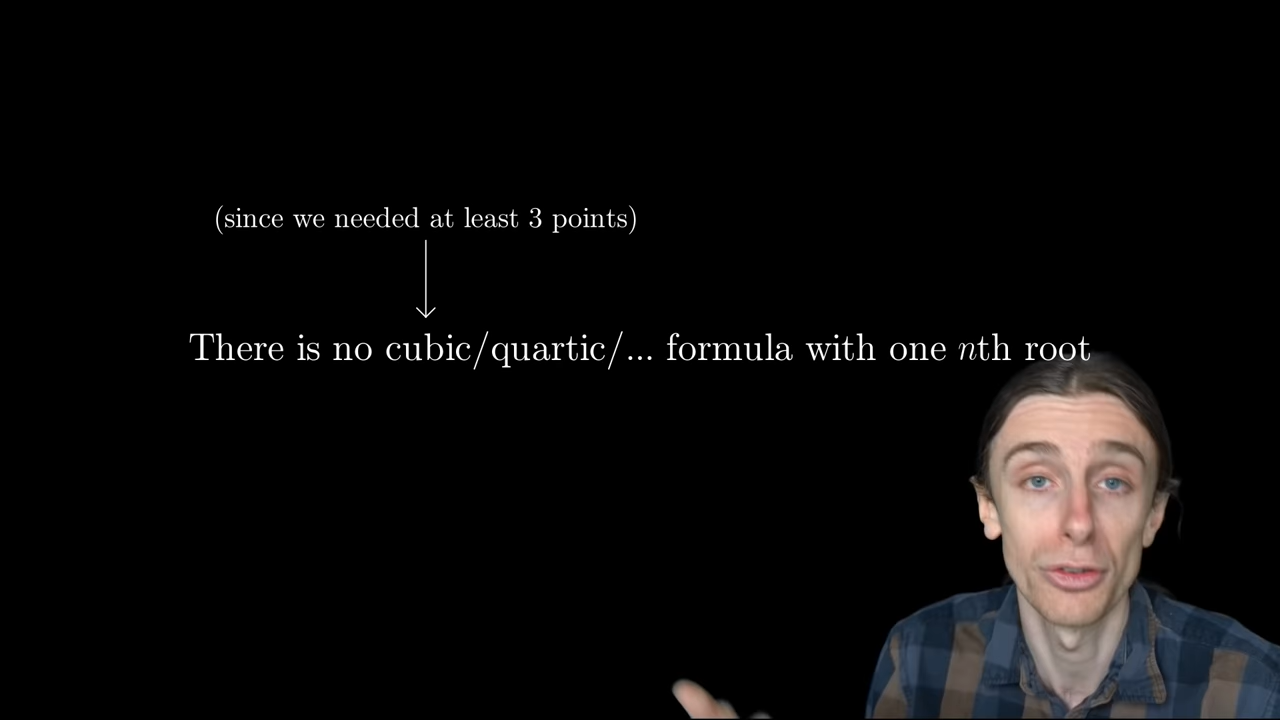 (since we needed at least 3 points)
There is no cubic/quartic/... formula with one nth root